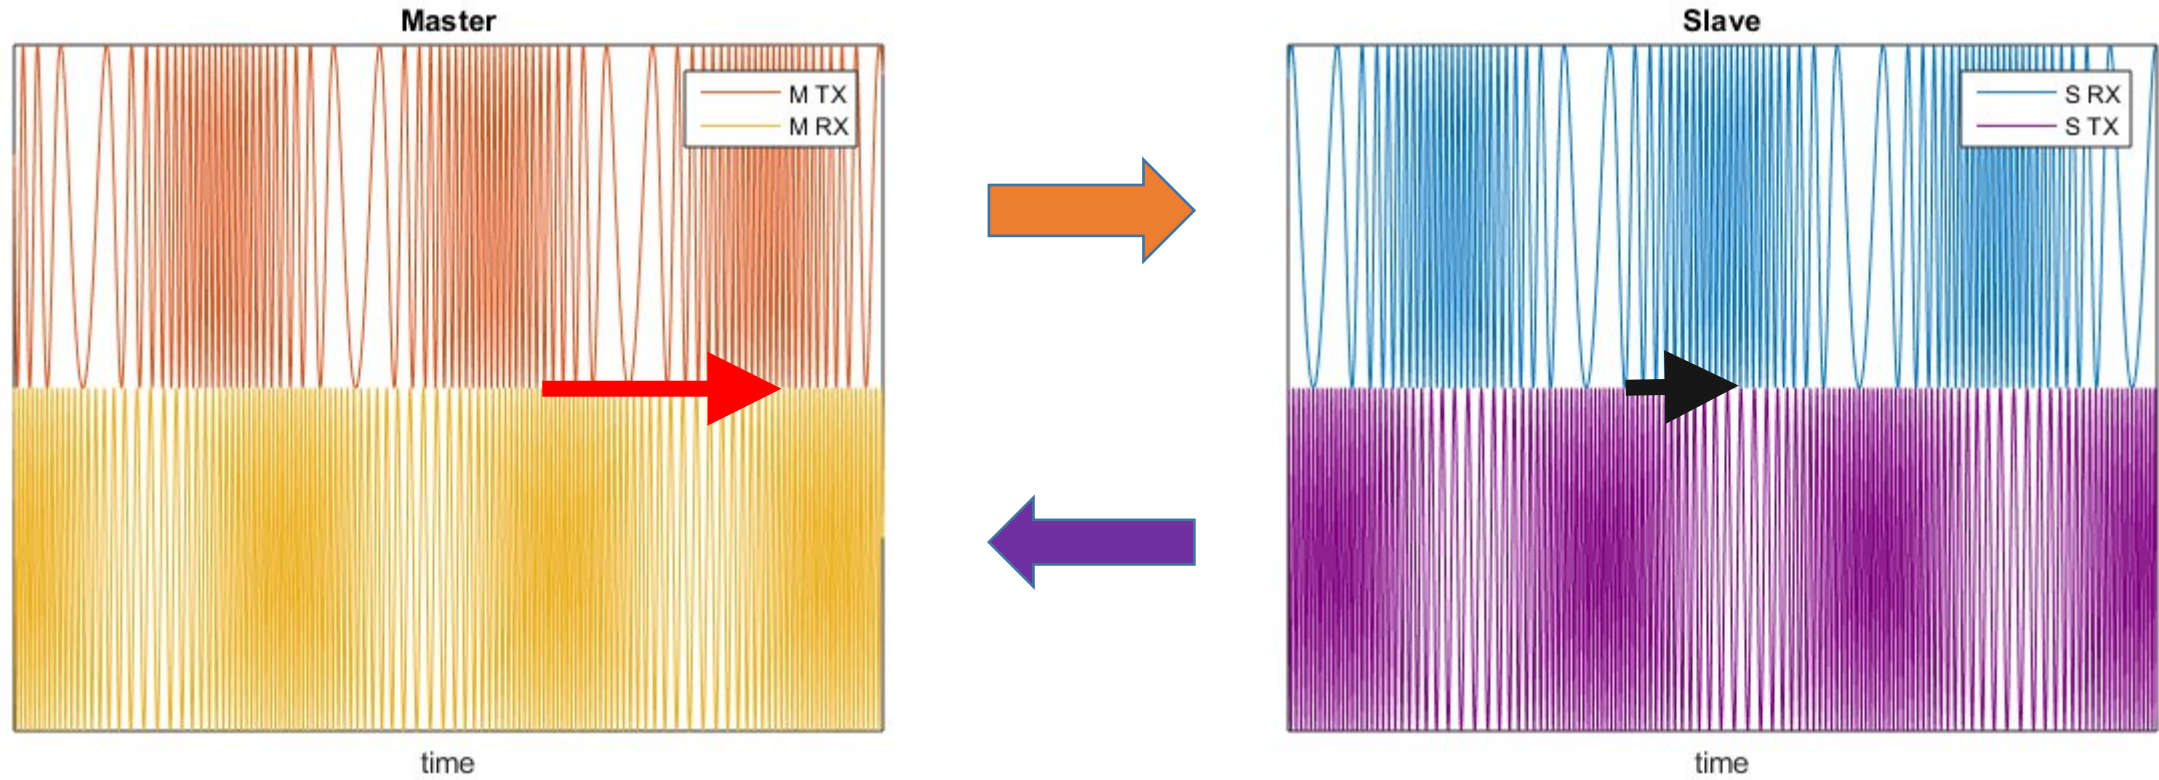 Master
M TX
M RX
time
Slave
S RX
S TX
time